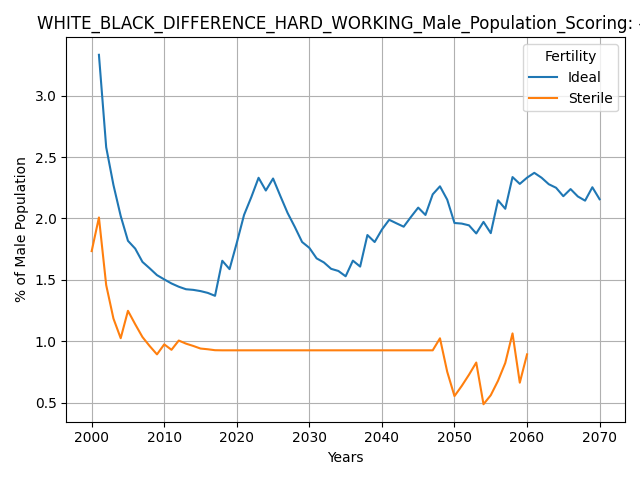 WHITE_BLACK_DIFFERENCE_HARD_WORKING_Male_Population_Scoring:
Fertility
Ideal
Sterile
% of Male Population
3.0
2.5
2.0
1.5
1.0
0.5
2000 2010 2020 2030 2040 2050 2060 2070
Years